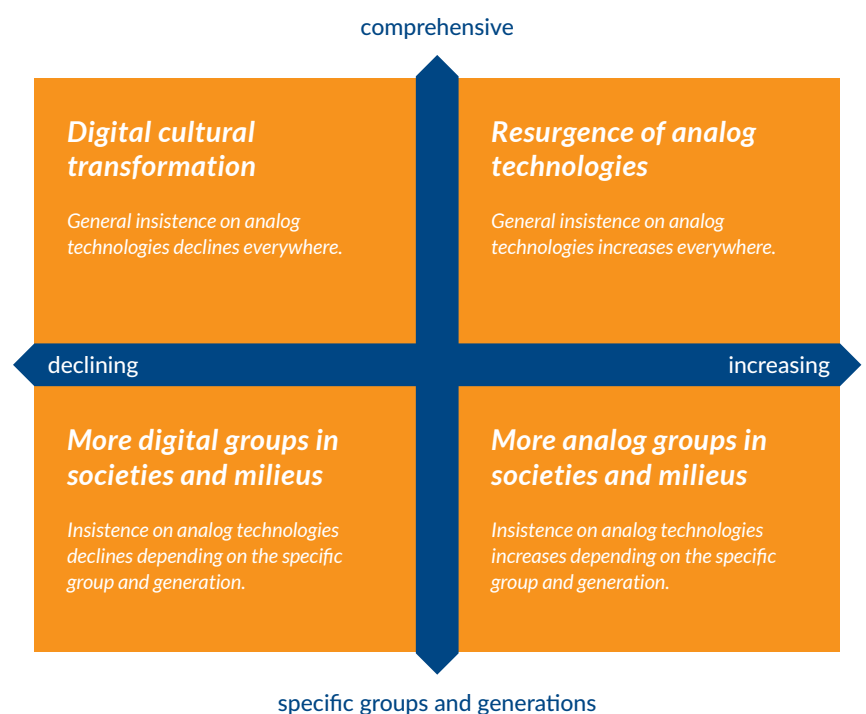 comprehensive
Digital cultural
transformation
General insistence on analog
technologies declines everywhere.
Resurgence of analog
technologies
General insistence on analog
technologies increases everywhere.
declining
increasing
More digital groups in
societies and milieus
Insistence on analog technologies
declines depending on the specific
group and generation.
More analog groups in
societies and milieus
Insistence on analog technologies
increases depending on the specific
group and generation.
specific groups and generations